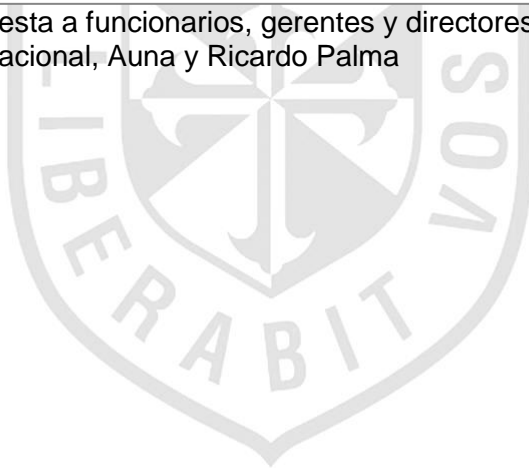 esta a funcionarios, gerentes y directores
acional, Auna y Ricardo Palma
LIBERABIT VOS